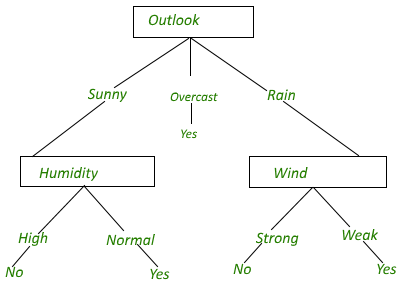 Outlook
Sunny
Overcast
Rain
Yes
Humidity
Wind
High
Normal
Strong
Weak
No
Yes
No
Yes